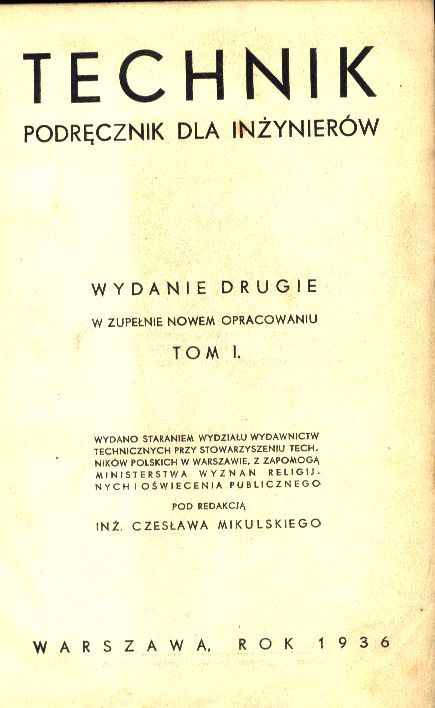 TECHNIK
PODRĘCZNIK DLA INŻYNIERÓW
WYDANIE DRUGIE
W ZUPEŁNIE NOWEM OPRACOWANIU
TOM I.
WYDANO STARANIEM WYDZIAŁU WYDAWNICTW
TECHNICZNYCH PRZY STOWARZYSZENIU TECH-
NIKÓW POLSKICH W WARSZAWIE, Z ZAPOMOGĄ
MINISTERSTWA WYZNAŃ RELIGIJ-
NYCH I OŚWIECENIA PUBLICZNEGO
POD REDAKCJĄ
INŻ. CZESŁAWA MIKULSKIEGO
WARSZAWA, ROK 1936